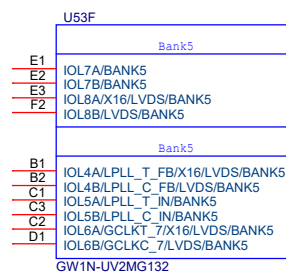 U53F
Bank5
E1 IOL7A/BANK5
E2 IOL7B/BANK5
E3 IOL8A/X16/LVDS/BANK5
F2 IOL8B/LVDS/BANK5
Bank5
B1 IOL4A/LPLL_T_FB/X16/LVDS/BANK5
B2 IOL4B/LPLL_C_FB/LVDS/BANK5
C1 IOL5A/LPLL_T_IN/BANK5
C3 IOL5B/LPLL_C_IN/BANK5
C2 IOL6A/GCLKT_7/X16/LVDS/BANK5
D1 IOL6B/GCLKC_7/LVDS/BANK5
GW1N-UV2MG132